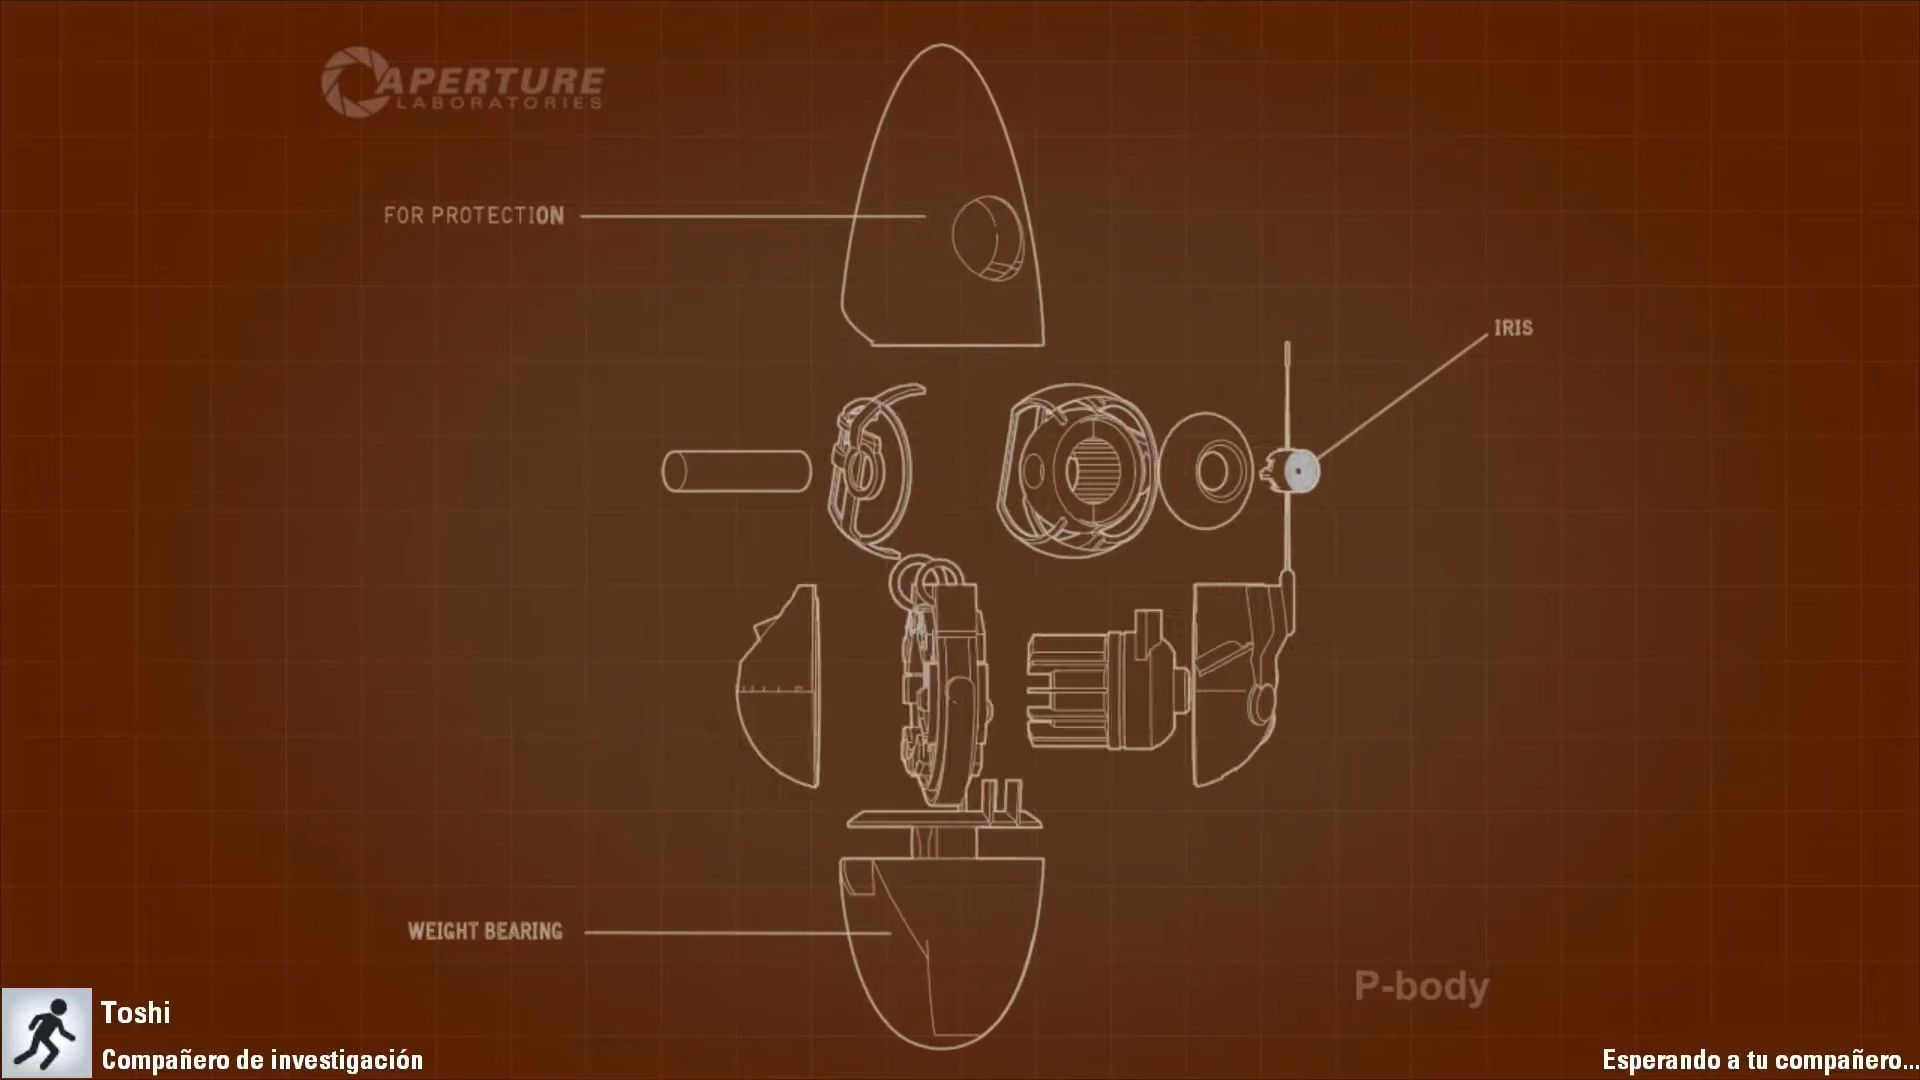 APERTURE
LABORATORIES
FOR PROTECTION
IRIS
WEIGHT BEARING
P-body
Toshi
Compañero de investigación
Esperando a tu compañero...